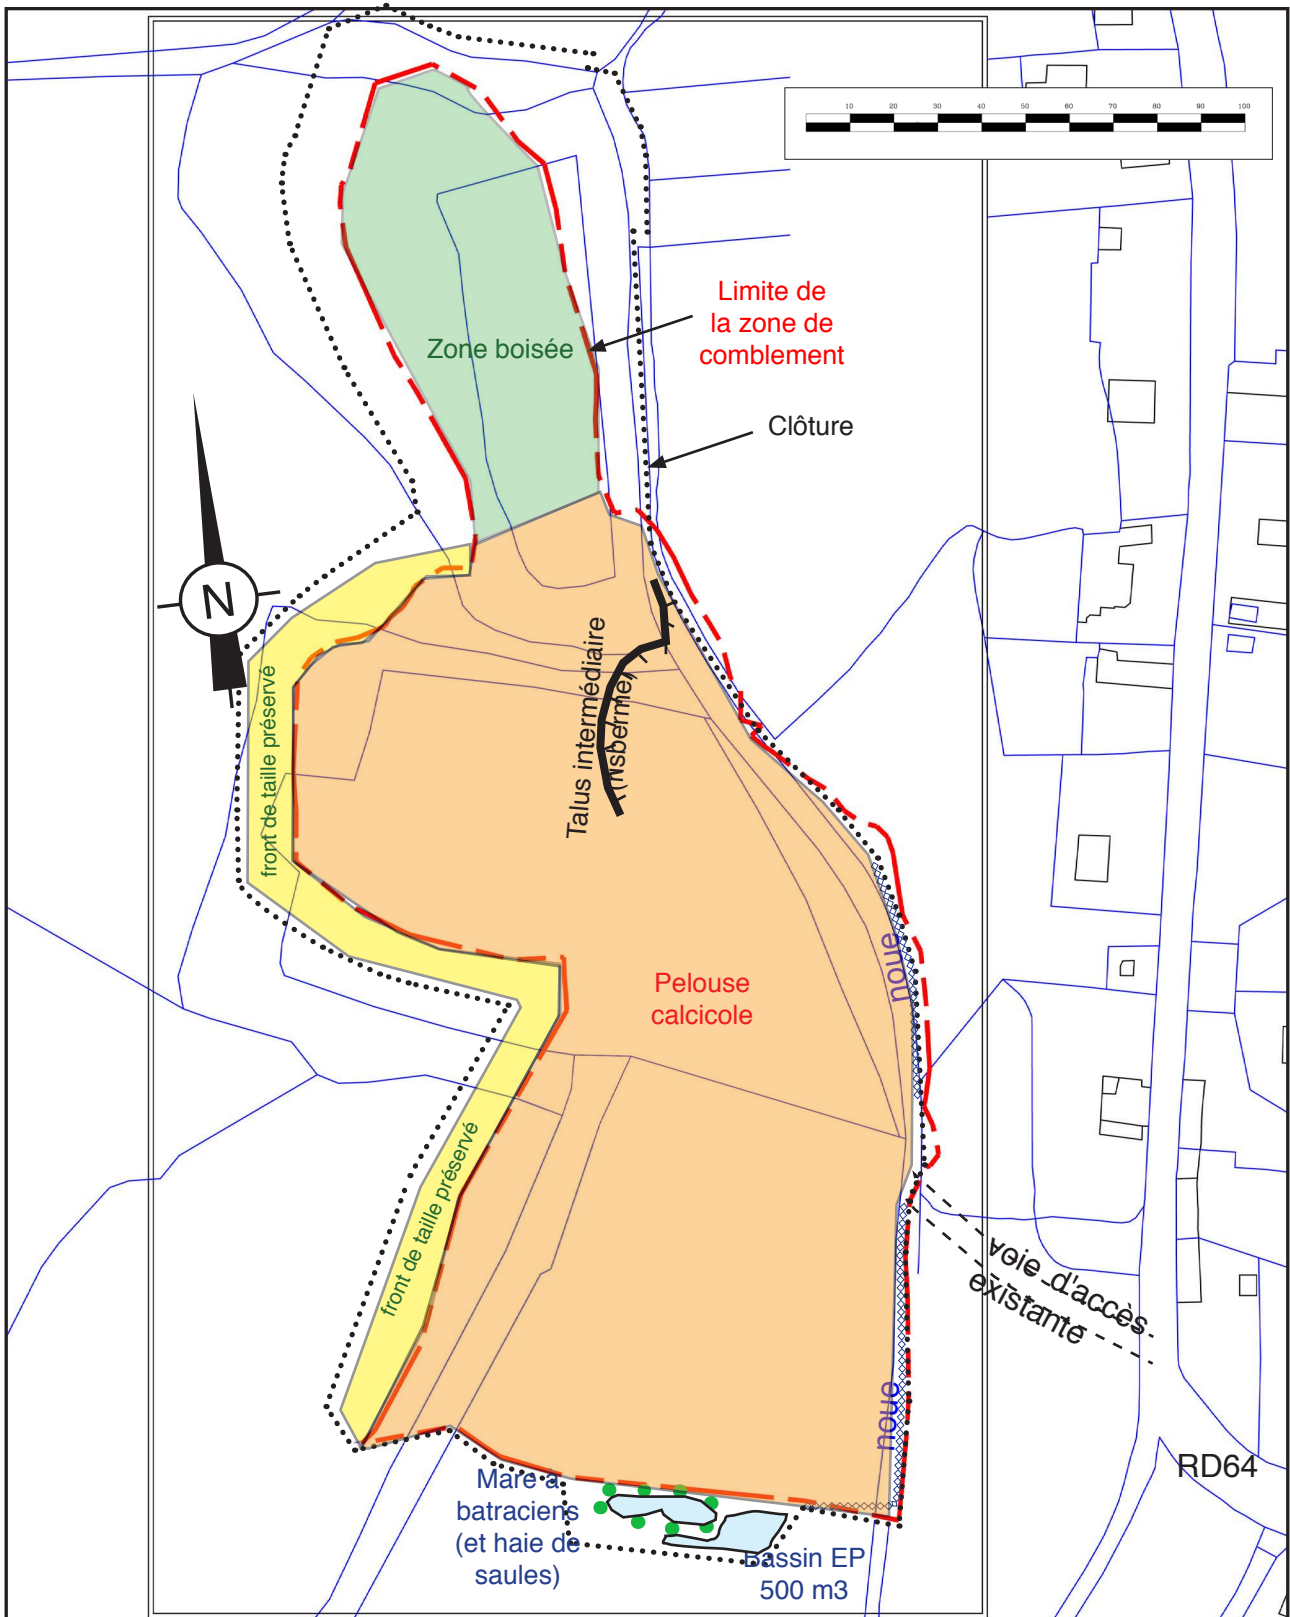 10 20 30 40 50 60 70 80 90 100
Limite de
la zone de
comblement
Zone boisée
Clôture
N
Talus intermédiaire
front de taille préservé
noue
Pelouse
calcicole
front de taille préservé
voie d'accès
existante
noue
RD64
Mare à
batraciens
(et haie de
saules)
Bassin EP
500 m3